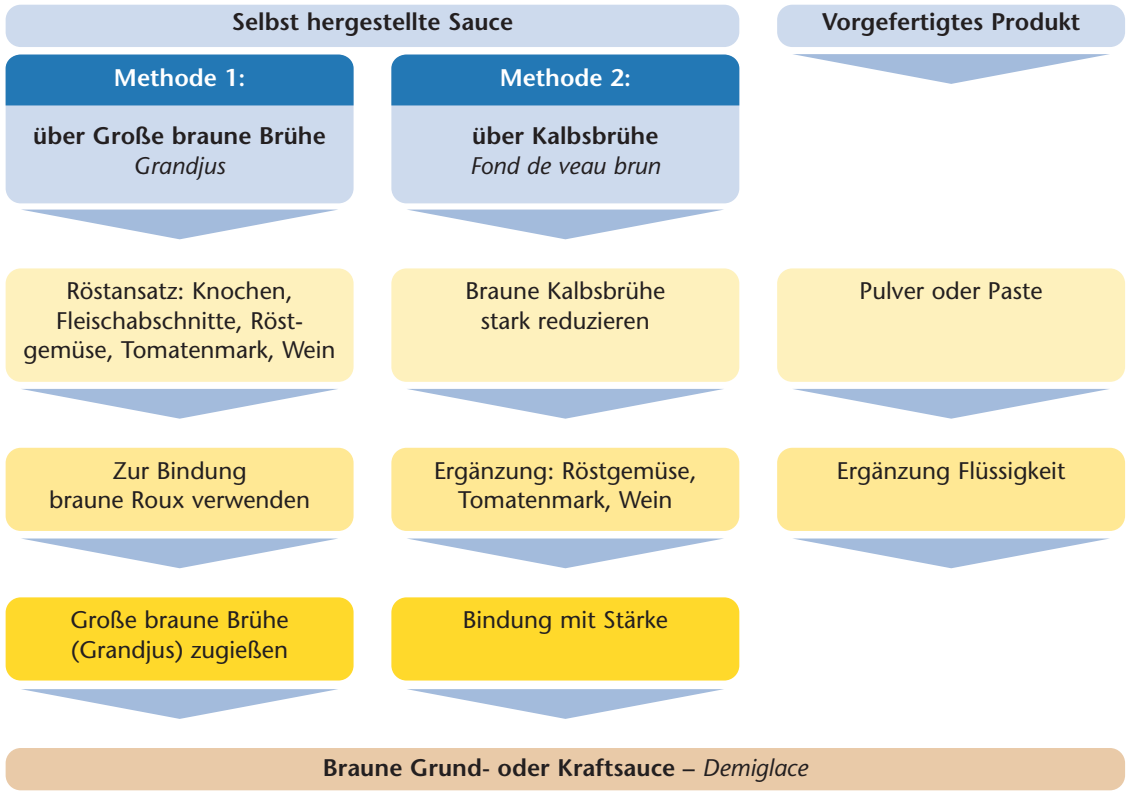 Selbst hergestellte Sauce
Vorgefertigtes Produkt
Methode 1:
über Große braune Brühe
Grandjus
Methode 2:
über Kalbsbrühe
Fond de veau brun
Röstansatz: Knochen,
Fleischabschnitte, Röst-
gemüse, Tomatenmark, Wein
Braune Kalbsbrühe
stark reduzieren
Pulver oder Paste
Zur Bindung
braune Roux verwenden
Ergänzung: Röstgemüse,
Tomatenmark, Wein
Ergänzung Flüssigkeit
Große braune Brühe
(Grandjus) zugießen
Bindung mit Stärke
Braune Grund- oder Kraftsauce – Demiglace